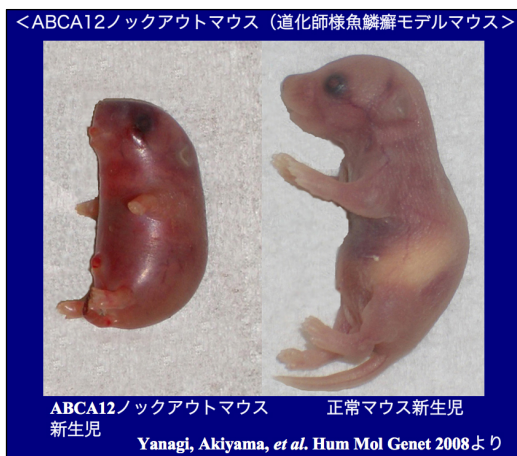 ＜ABCA12ノックアウトマウス（道化師様魚鱗癬モデルマウス＞
ABCA12ノックアウトマウス
新生児
正常マウス新生児
Yanagi, Akiyama, et al. Hum Mol Genet 2008より